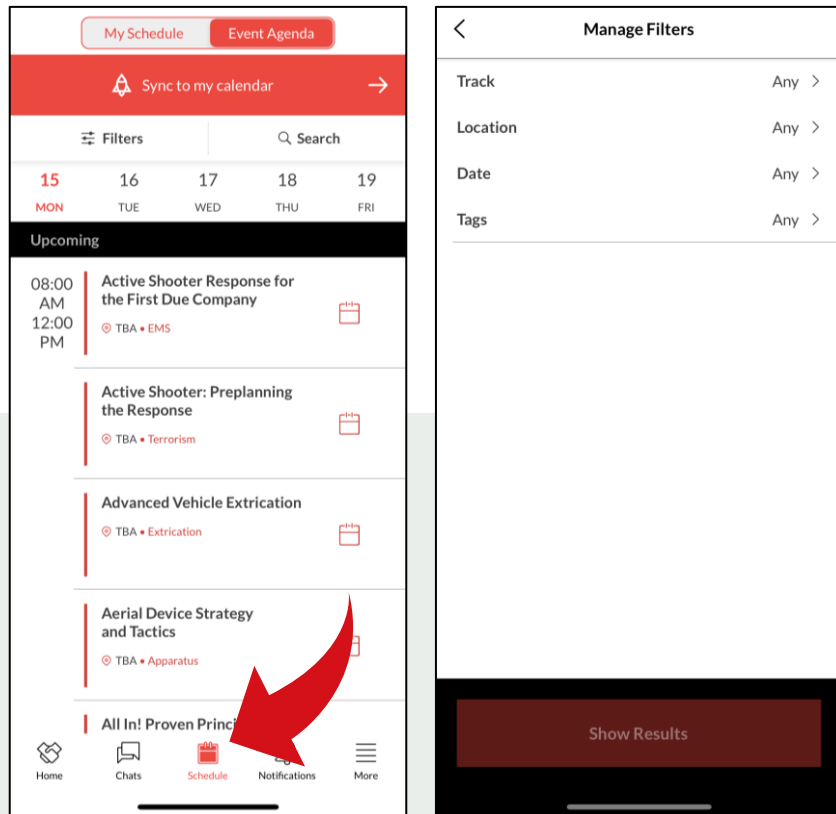 My Schedule
Event Agenda
Sync to my calendar
Filters
Search
15 16 17 18 19
MON TUE WED THU FRI
Upcoming
08:00
AM
12:00
PM
Active Shooter Response for
the First Due Company
TBA • EMS
Active Shooter: Preplanning
the Response
TBA • Terrorism
Advanced Vehicle Extrication
TBA • Extrication
Aerial Device Strategy
and Tactics
TBA • Apparatus
All In! Proven Princi
Home
Chats
Schedule
Notifications
More
Manage Filters
Track Any
Location Any
Date Any
Tags Any
Show Results